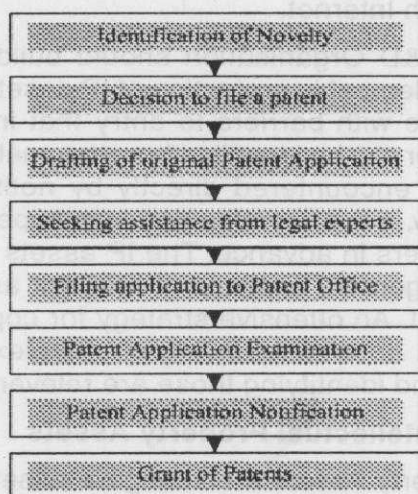 Identification of Novelty
Decision to file a patent
Drafting of original Patent Application
Seeking assistance from legal experts
Filing application to Patent Office
Patent Application Examination
Patent Application Notification
Grant of Patents